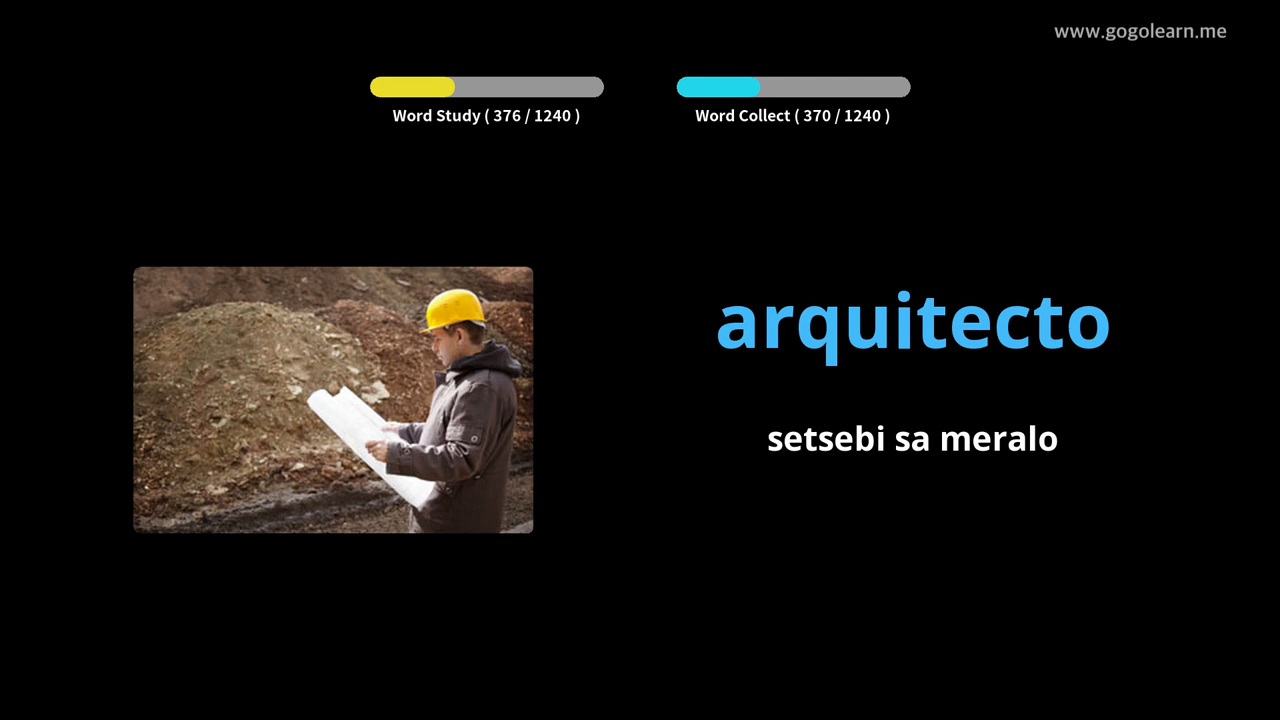 www.gogolearn.me
Word Study ( 376 / 1240 )
Word Collect ( 370 / 1240 )
arquitecto
setsebi sa meralo